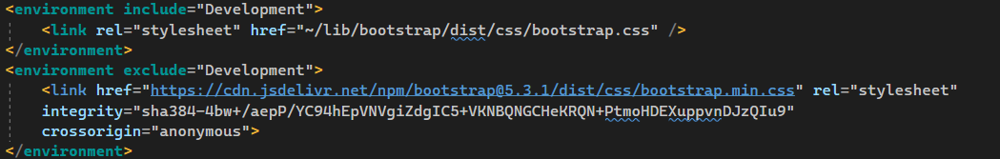 <environment include="Development">
<link rel="stylesheet" href="~/lib/bootstrap/dist/css/bootstrap.css" />
</environment>
<environment exclude="Development">
<link href="https://cdn.jsdelivr.net/npm/bootstrap@5.3.1/dist/css/bootstrap.min.css" rel="stylesheet"
integrity="sha384-4bw+/aepP/YC94hEpVNVgiZdgIC5+VKNBQNGCHeKRQN+PtmoHDEXuppvnDJzQIu9"
crossorigin="anonymous">
</environment>